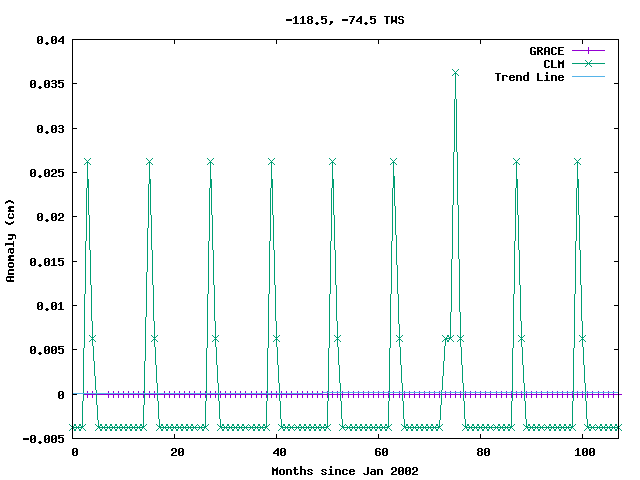 -118.5, -74.5 TWS
0.04
0.035
0.03
0.025
0.02
0.015
0.01
0.005
0
-0.005
Anomaly (cm)
GRACE
CLM
Trend Line
0 20 40 60 80 100
Months since Jan 2002